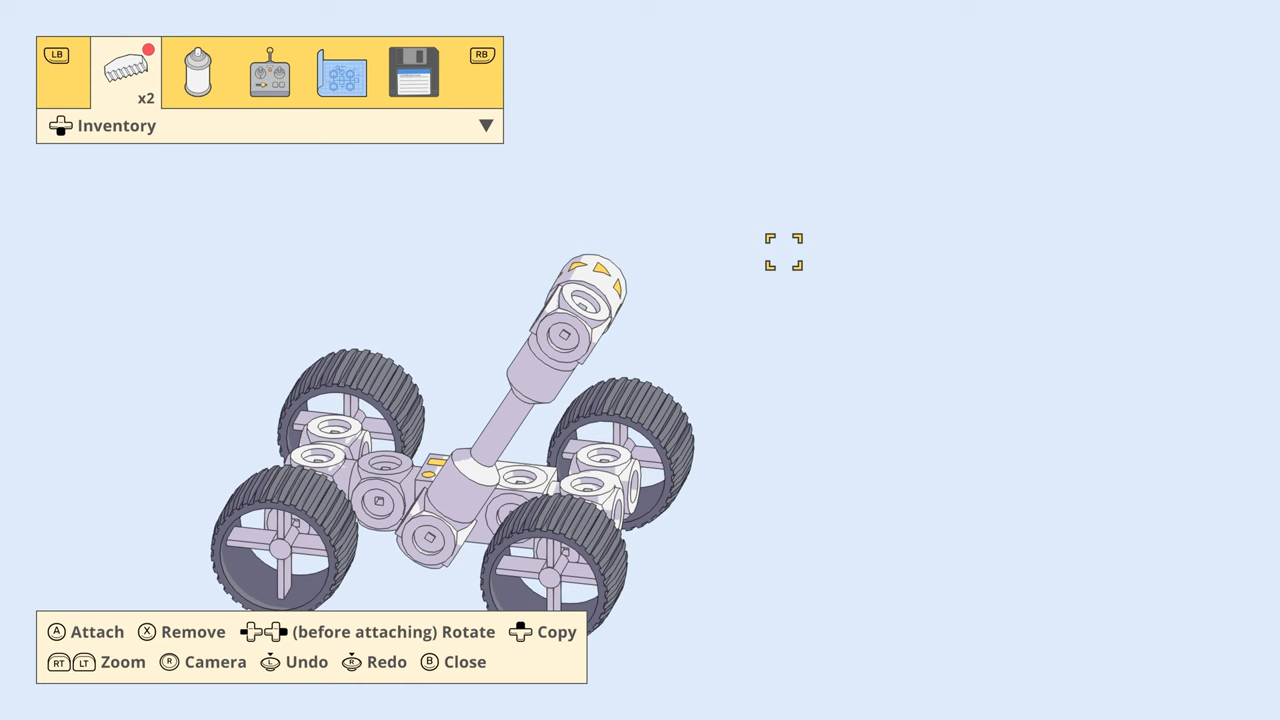 LB
RB
x2
Inventory
A Attach X Remove (before attaching) Rotate Copy
RT LT Zoom R Camera L Undo R Redo B Close